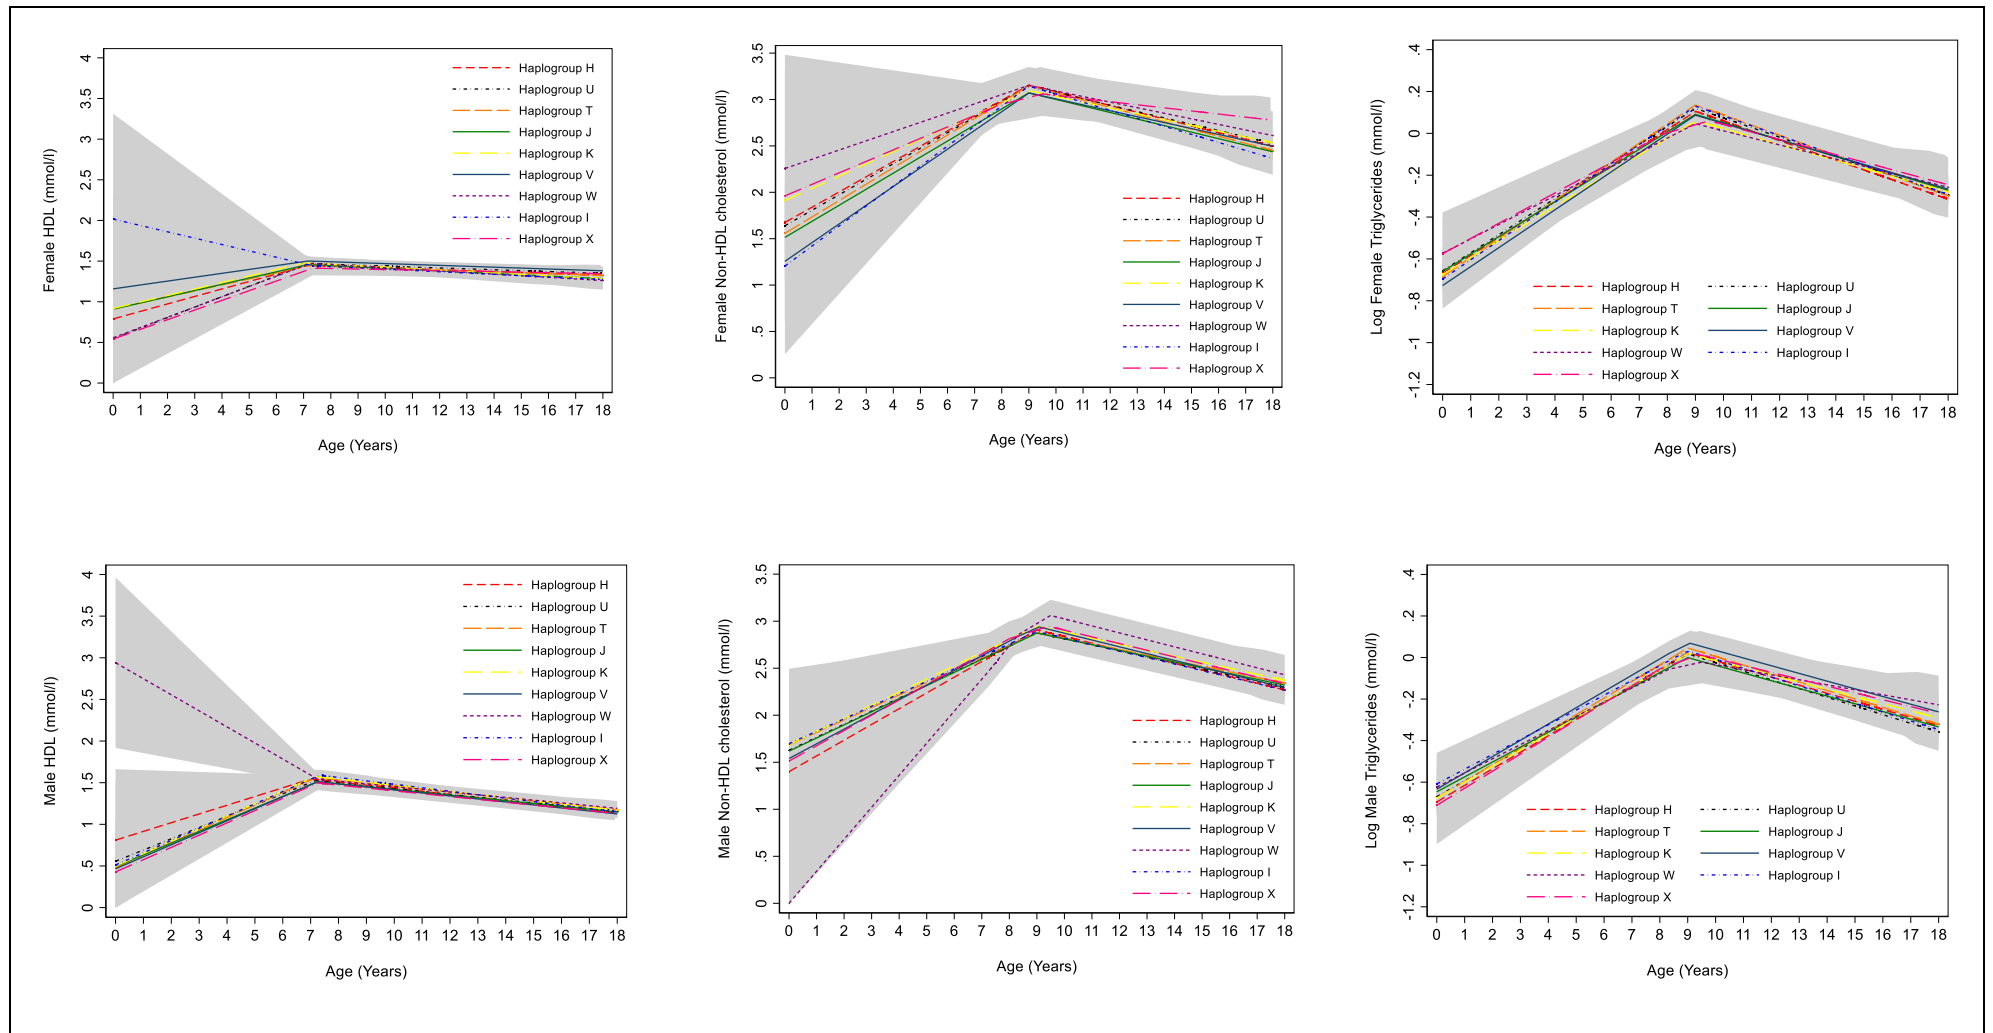 Female HDL (mmol/l)
4
3.5
3
2.5
2
1.5
1
.5
0
Haplogroup H
Haplogroup U
Haplogroup T
Haplogroup J
Haplogroup K
Haplogroup V
Haplogroup W
Haplogroup I
Haplogroup X
0 1 2 3 4 5 6 7 8 9 10 11 12 13 14 15 16 17 18
Age (Years)
Female Non-HDL cholesterol (mmol/l)
3.5
3
2.5
2
1.5
1
.5
0
Haplogroup H
Haplogroup U
Haplogroup T
Haplogroup J
Haplogroup K
Haplogroup V
Haplogroup W
Haplogroup I
Haplogroup X
0 1 2 3 4 5 6 7 8 9 10 11 12 13 14 15 16 17 18
Age (Years)
Log Female Triglycerides (mmol/l)
.4
.2
0
-.2
-.4
-.6
-.8
-1
-1.2
Haplogroup H Haplogroup U
Haplogroup T Haplogroup J
Haplogroup K Haplogroup V
Haplogroup W Haplogroup I
Haplogroup X
0 1 2 3 4 5 6 7 8 9 10 11 12 13 14 15 16 17 18
Age (Years)
Male HDL (mmol/l)
4
3.5
3
2.5
2
1.5
1
.5
0
Haplogroup H
Haplogroup U
Haplogroup T
Haplogroup J
Haplogroup K
Haplogroup V
Haplogroup W
Haplogroup I
Haplogroup X
0 1 2 3 4 5 6 7 8 9 10 11 12 13 14 15 16 17 18
Age (Years)
Male Non-HDL cholesterol (mmol/l)
3.5
3
2.5
2
1.5
1
.5
0
Haplogroup H
Haplogroup U
Haplogroup T
Haplogroup J
Haplogroup K
Haplogroup V
Haplogroup W
Haplogroup I
Haplogroup X
0 1 2 3 4 5 6 7 8 9 10 11 12 13 14 15 16 17 18
Age (Years)
Log Male Triglycerides (mmol/l)
.4
.2
0
-.2
-.4
-.6
-.8
-1
-1.2
Haplogroup H Haplogroup U
Haplogroup T Haplogroup J
Haplogroup K Haplogroup V
Haplogroup W Haplogroup I
Haplogroup X
0 1 2 3 4 5 6 7 8 9 10 11 12 13 14 15 16 17 18
Age (Years)